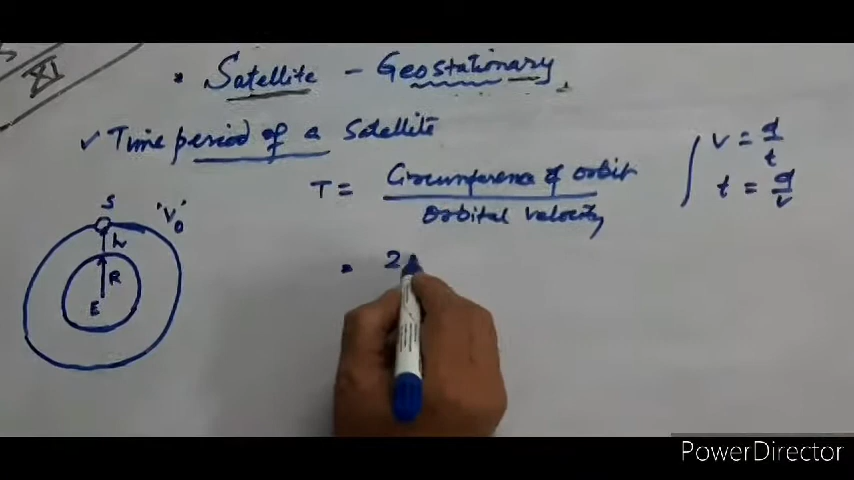 XI
• Satellite - Geostationary
✓ Time period of a Satellite
T = Circumference of orbit / Orbital velocity
v = d/t
t = d/v
= 2
S 'V₀'
h
R
E
PowerDirector